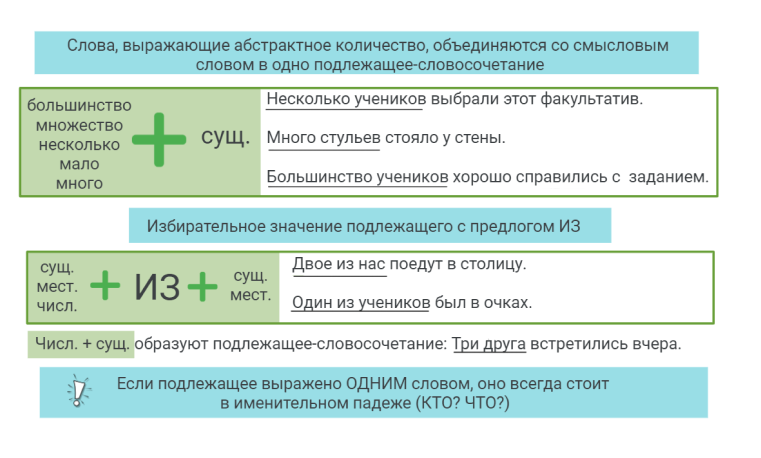 Слова, выражающие абстрактное количество, объединяются со смысловым
словом в одно подлежащее-словосочетание
большинство
множество
несколько
мало
много
+ сущ.
Несколько учеников выбрали этот факультатив.
Много стульев стояло у стены.
Большинство учеников хорошо справились с заданием.
Избирательное значение подлежащего с предлогом ИЗ
сущ.
мест.
числ.
+ ИЗ +
сущ.
мест.
Двое из нас поедут в столицу.
Один из учеников был в очках.
Числ. + сущ. образуют подлежащее-словосочетание: Три друга встретились вчера.
Если подлежащее выражено ОДНИМ словом, оно всегда стоит
в именительном падеже (КТО? ЧТО?)